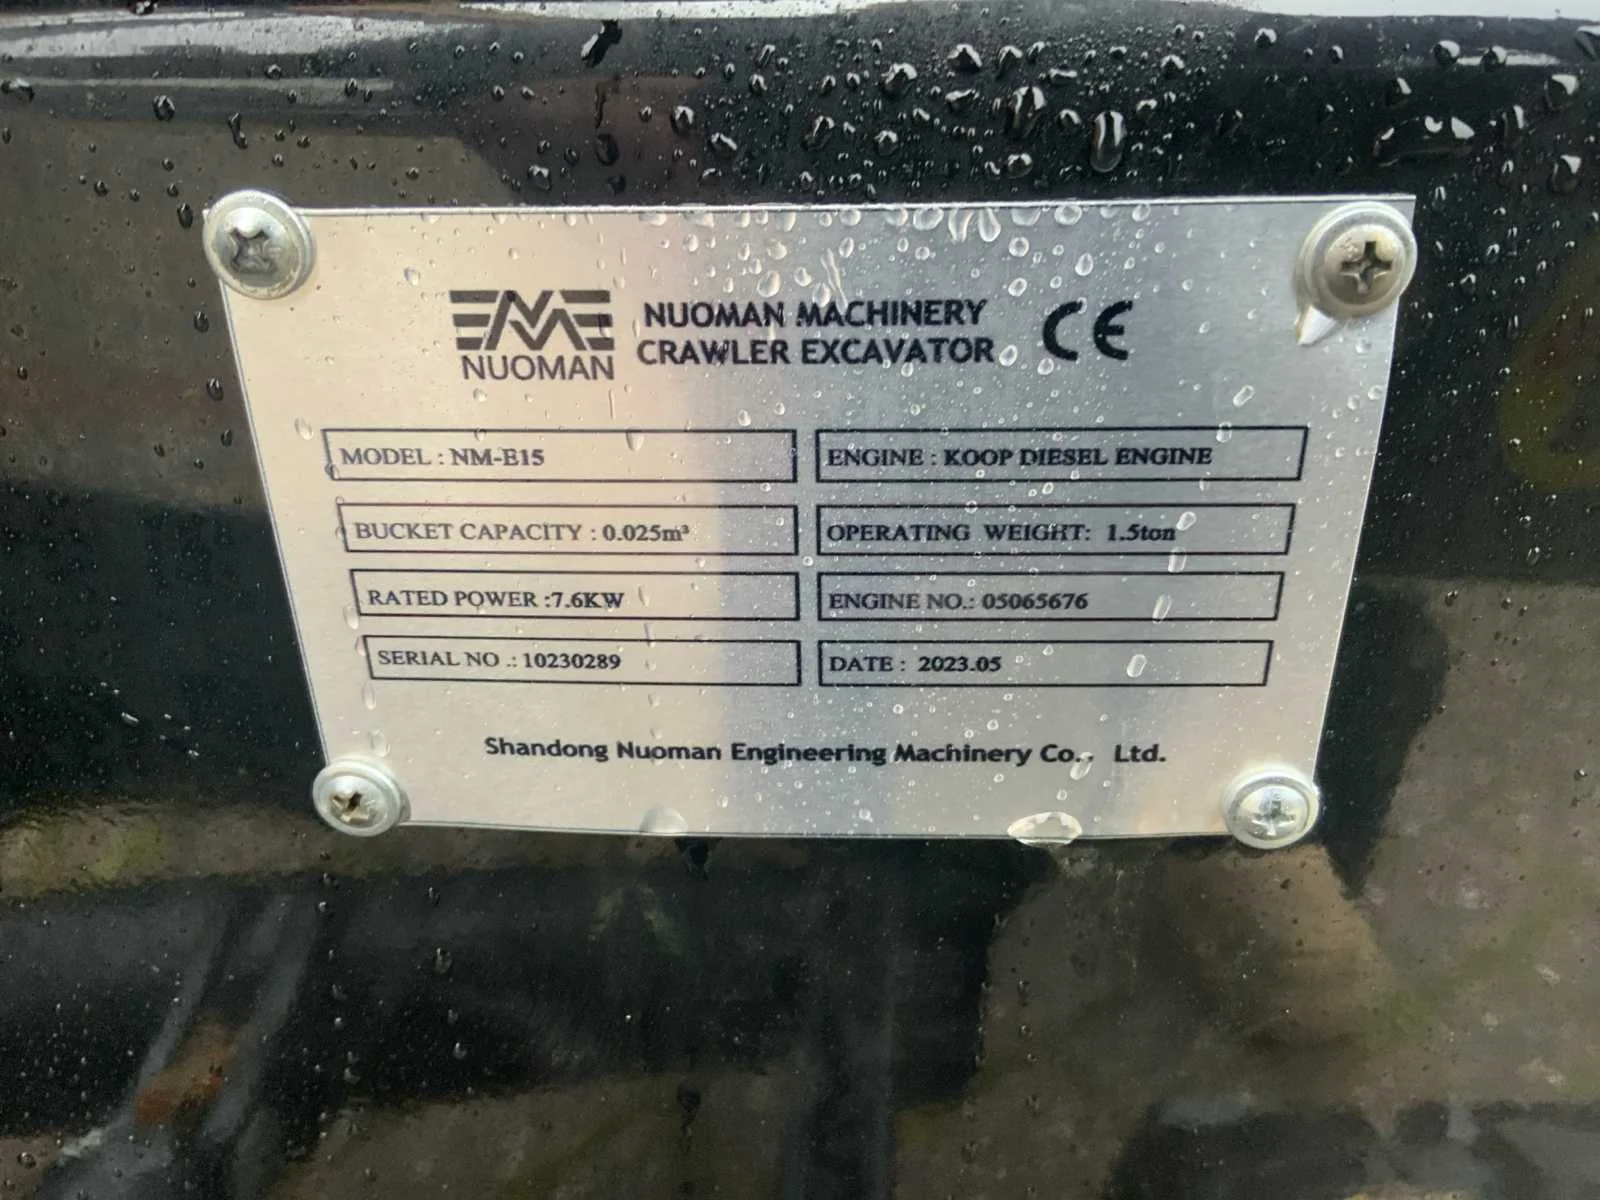 NUOMAN
NUOMAN MACHINERY
CRAWLER EXCAVATOR
CE
MODEL : NM-E15
ENGINE : KOOP DIESEL ENGINE
BUCKET CAPACITY : 0.025m³
OPERATING WEIGHT: 1.5ton
RATED POWER :7.6KW
ENGINE NO.: 05065676
SERIAL NO .: 10230289
DATE : 2023.05
Shandong Nuoman Engineering Machinery Co., Ltd.